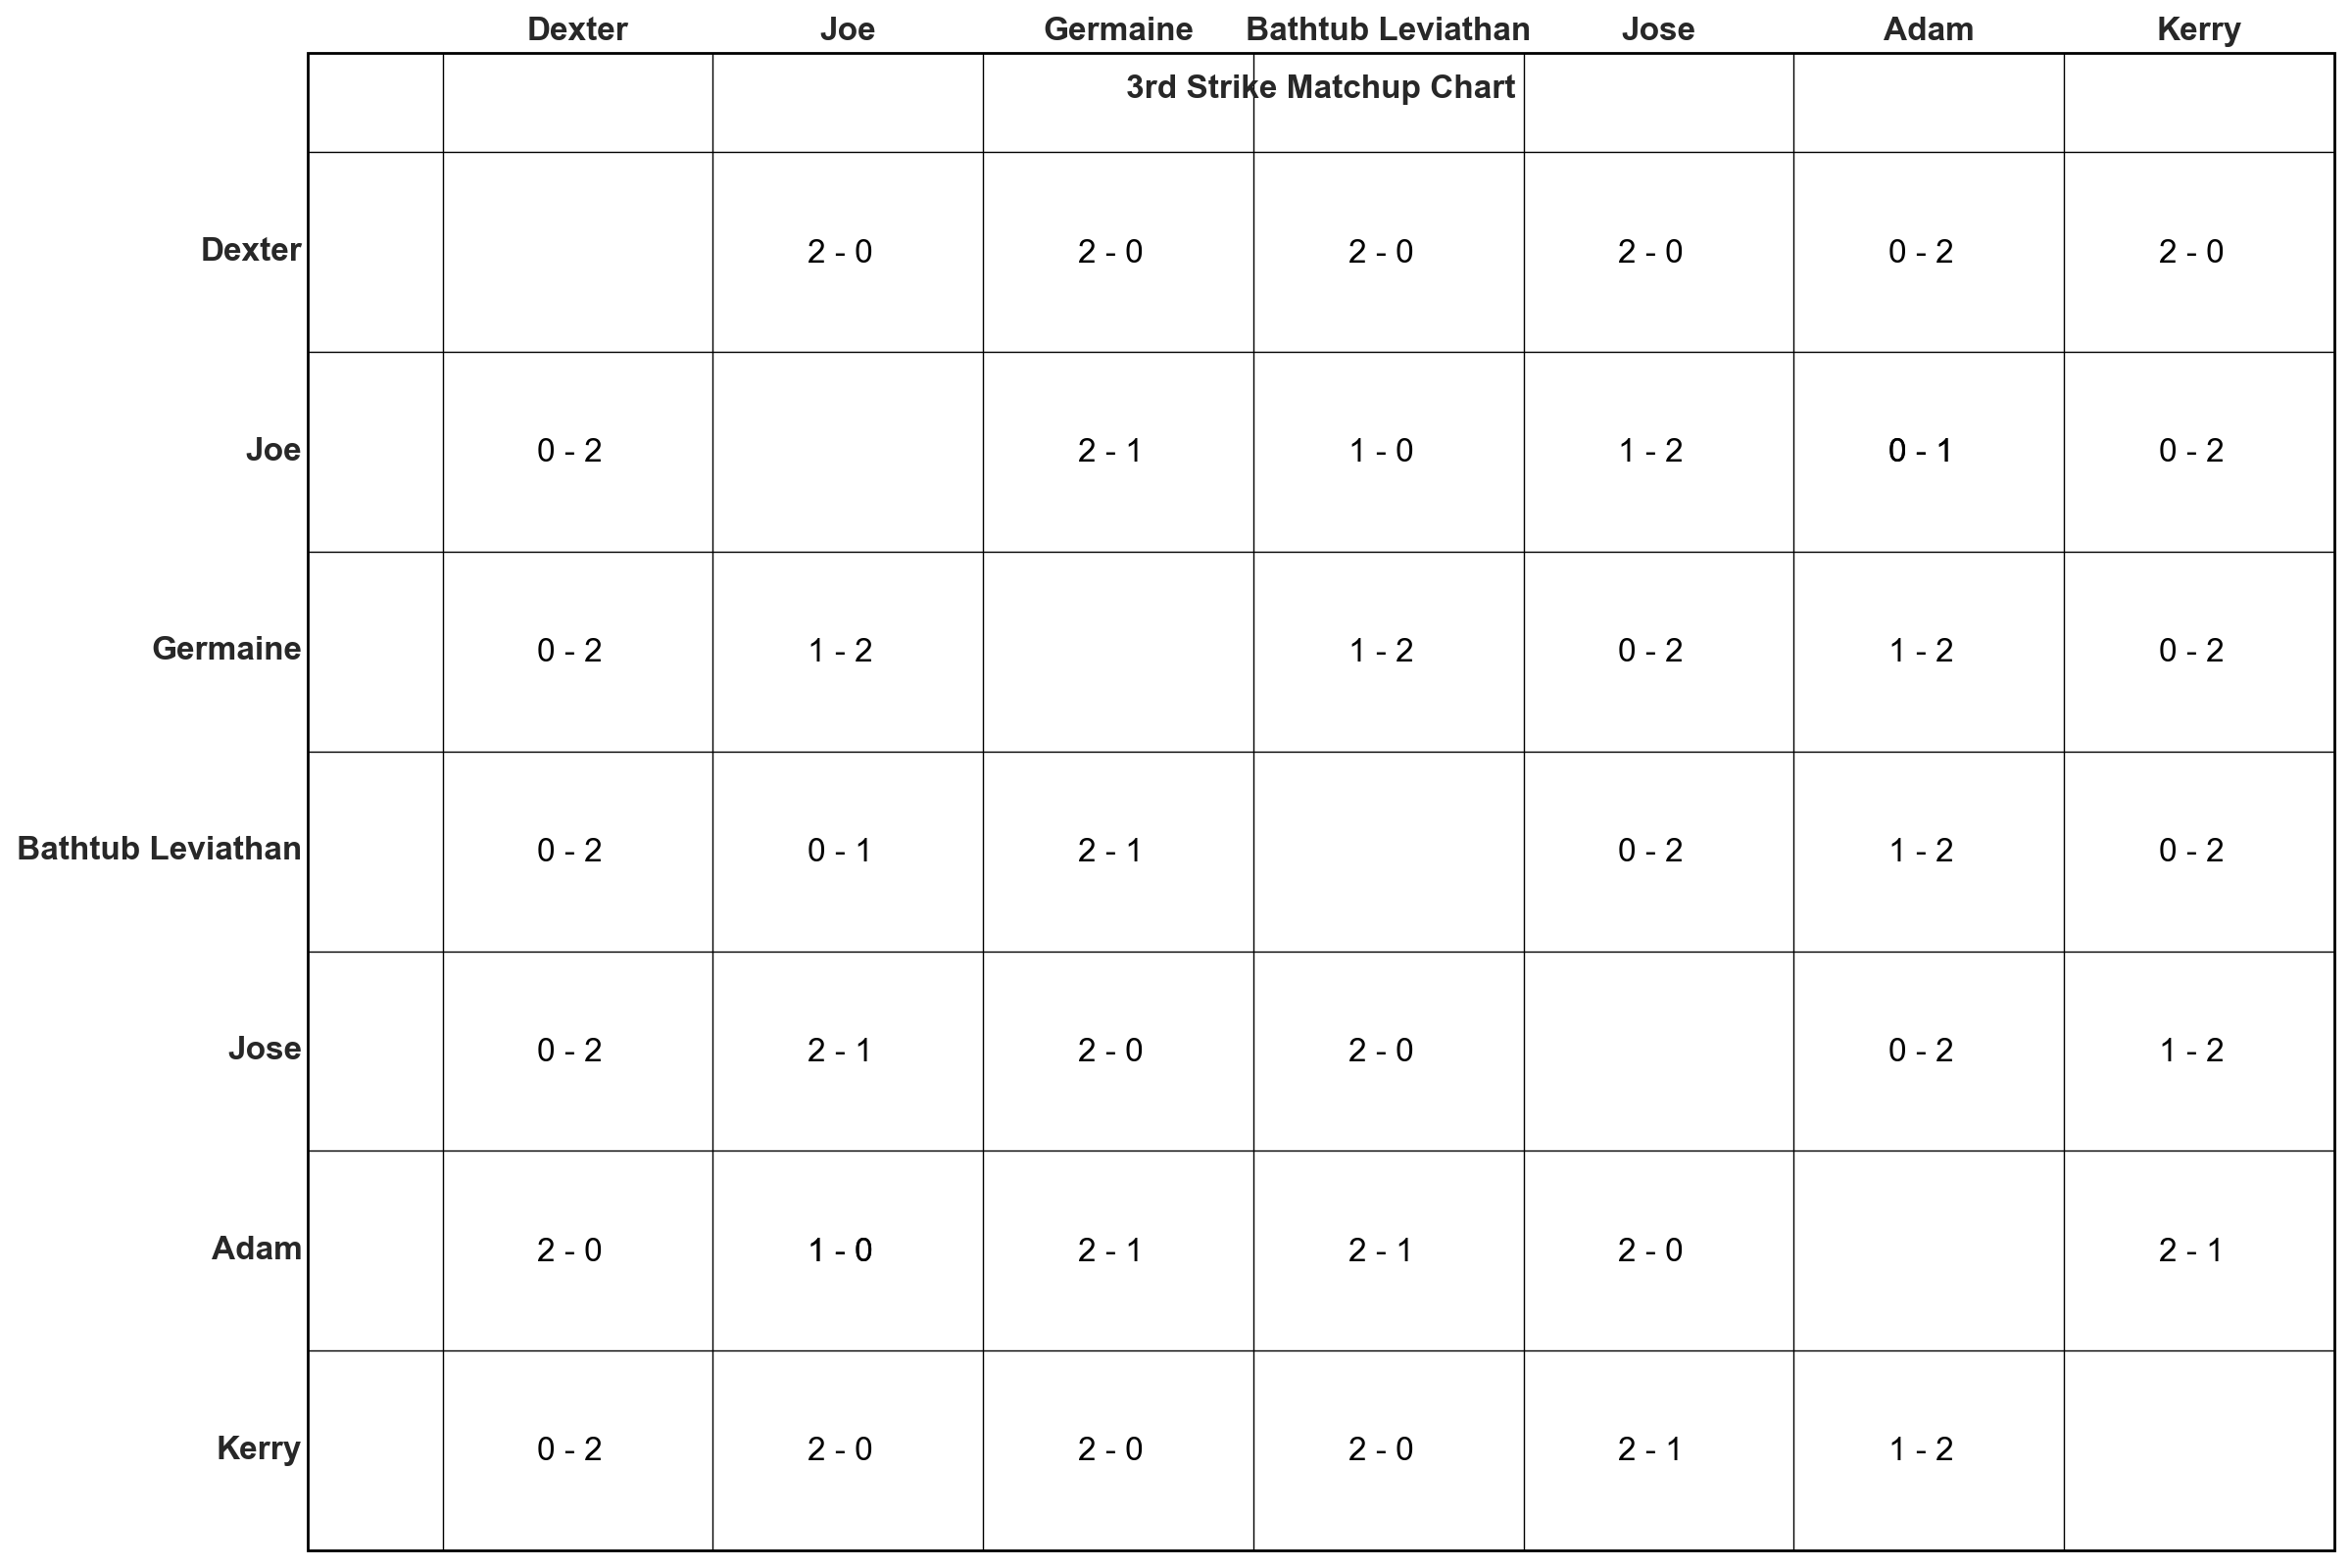 Dexter Joe Germaine Bathtub Leviathan Jose Adam Kerry
3rd Strike Matchup Chart
Dexter 2 - 0 2 - 0 2 - 0 2 - 0 0 - 2 2 - 0
Joe 0 - 2 2 - 1 1 - 0 1 - 2 0 - 1 0 - 2
Germaine 0 - 2 1 - 2 1 - 2 0 - 2 1 - 2 0 - 2
Bathtub Leviathan 0 - 2 0 - 1 2 - 1 0 - 2 1 - 2 0 - 2
Jose 0 - 2 2 - 1 2 - 0 2 - 0 0 - 2 1 - 2
Adam 2 - 0 1 - 0 2 - 1 2 - 1 2 - 0 2 - 1
Kerry 0 - 2 2 - 0 2 - 0 2 - 0 2 - 1 1 - 2